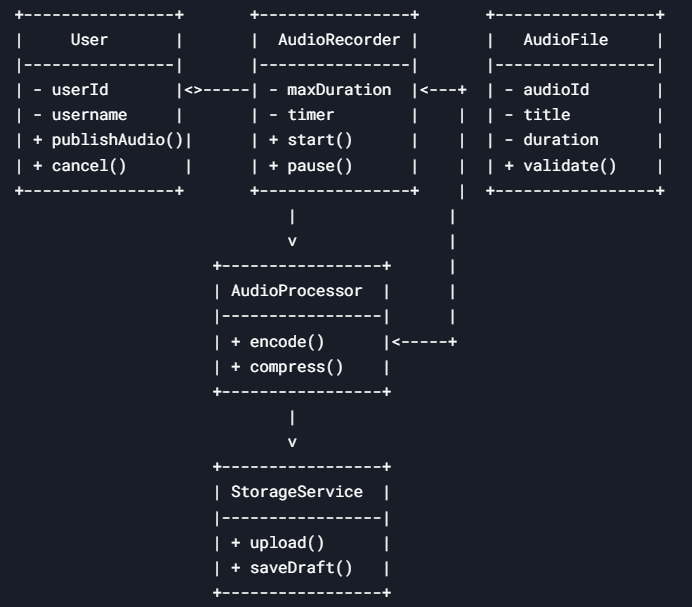 +----------------+       +-----------------+       +------------------+
|     User       |       |  AudioRecorder |       |   AudioFile     |
|----------------|       |----------------|       |-----------------|
| - userId       |<>-----| - maxDuration  |<---+  | - audioId       |
| - username     |       | - timer        |    |  | - title         |
| + publishAudio()|      | + start()      |    |  | - duration      |
| + cancel()      |      | + pause()      |    |  | + validate()    |
+----------------+       +----------------+    |  +-----------------+
                             |                |
                             v                |
                     +-----------------+      |
                     | AudioProcessor  |      |
                     |-----------------|      |
                     | + encode()      |<-----+
                     | + compress()    |
                     +-----------------+
                             |
                             v
                     +-----------------+
                     | StorageService  |
                     |-----------------|
                     | + upload()      |
                     | + saveDraft()   |
                     +-----------------+